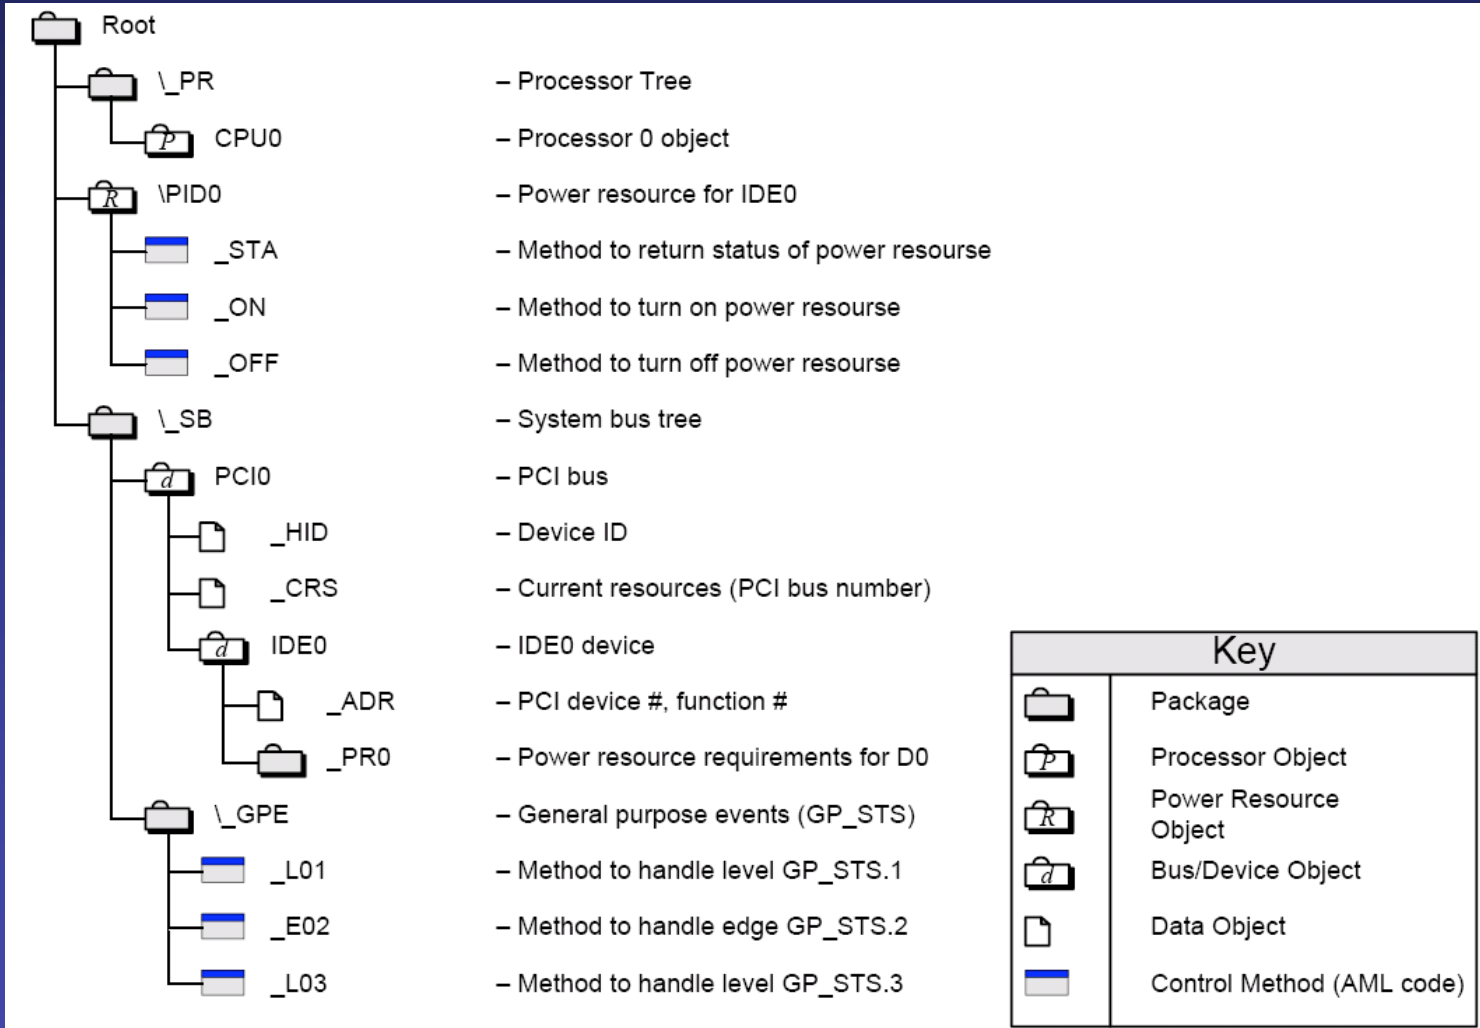 Root
\_PR – Processor Tree
P CPU0 – Processor 0 object
R \PID0 – Power resource for IDE0
_STA – Method to return status of power resourse
_ON – Method to turn on power resourse
_OFF – Method to turn off power resourse
\_SB – System bus tree
d PCI0 – PCI bus
_HID – Device ID
_CRS – Current resources (PCI bus number)
d IDE0 – IDE0 device
_ADR – PCI device #, function #
_PR0 – Power resource requirements for D0
\_GPE – General purpose events (GP_STS)
_L01 – Method to handle level GP_STS.1
_E02 – Method to handle edge GP_STS.2
_L03 – Method to handle level GP_STS.3
Key
Package
P Processor Object
R Power Resource
Object
d Bus/Device Object
Data Object
Control Method (AML code)